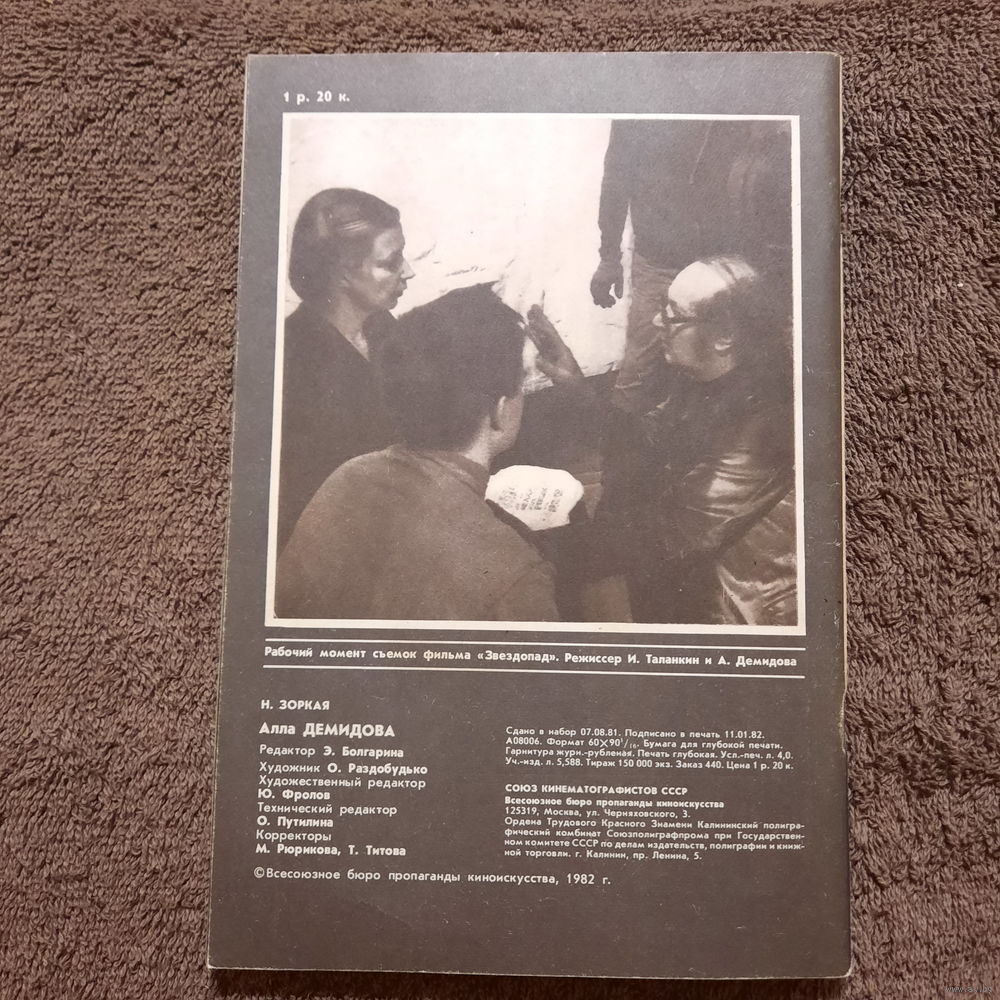 1 р. 20 к.
Рабочий момент съемок фильма «Звездопад». Режиссер И. Таланкин и А. Демидова
Н. ЗОРКАЯ
Алла ДЕМИДОВА
Редактор Э. Болгарина
Художник О. Раздобудько
Художественный редактор
Ю. Фролов
Технический редактор
О. Путилина
Корректоры
М. Рюрикова, Т. Титова
Сдано в набор 07.08.81. Подписано в печать 11.01.82.
А08006. Формат 60×90¹/₁₆. Бумага для глубокой печати.
Гарнитура журн.-рубленая. Печать глубокая. Усл.-печ. л. 4,0.
Уч.-изд. л. 5,588. Тираж 150 000 экз. Заказ 440. Цена 1 р. 20 к.
СОЮЗ КИНЕМАТОГРАФИСТОВ СССР
Всесоюзное бюро пропаганды киноискусства
125319, Москва, ул. Черняховского, 3.
Ордена Трудового Красного Знамени Калининский полигра-
фический комбинат Союзполиграфпрома при Государствен-
ном комитете СССР по делам издательств, полиграфии и книж-
ной торговли. г. Калинин, пр. Ленина, 5.
©Всесоюзное бюро пропаганды киноискусства, 1982 г.